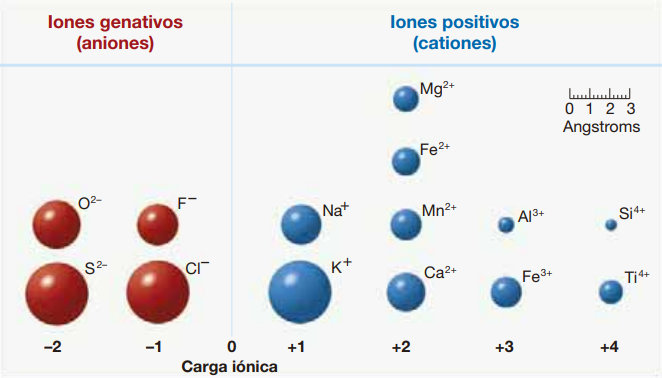 Iones genativos
(aniones)
Iones positivos
(cationes)
Mg²⁺
0 1 2 3
Angstroms
Fe²⁺
O²⁻
F⁻
Na⁺
Mn²⁺
Al³⁺
Si⁴⁺
S²⁻
Cl⁻
K⁺
Ca²⁺
Fe³⁺
Ti⁴⁺
–2
–1
0
+1
+2
+3
+4
Carga iónica